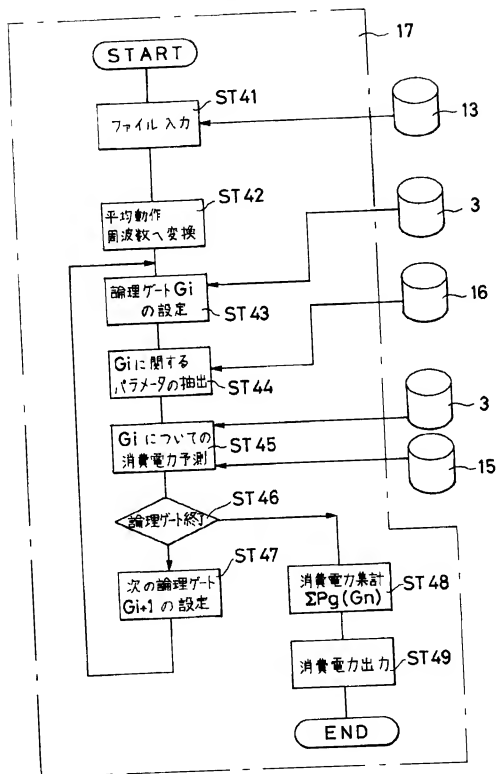 17
START
ST41
ファイル入力
13
ST42
平均動作
周波数へ変換
3
論理ゲートGi
の設定
ST43
16
Giに関する
パラメータの抽出
ST44
3
Giについての
消費電力予測
ST45
15
ST46
論理ゲート終了
ST47
次の論理ゲート
Gi+1の設定
消費電力集計
ΣPg(Gn)
ST48
消費電力出力
ST49
END